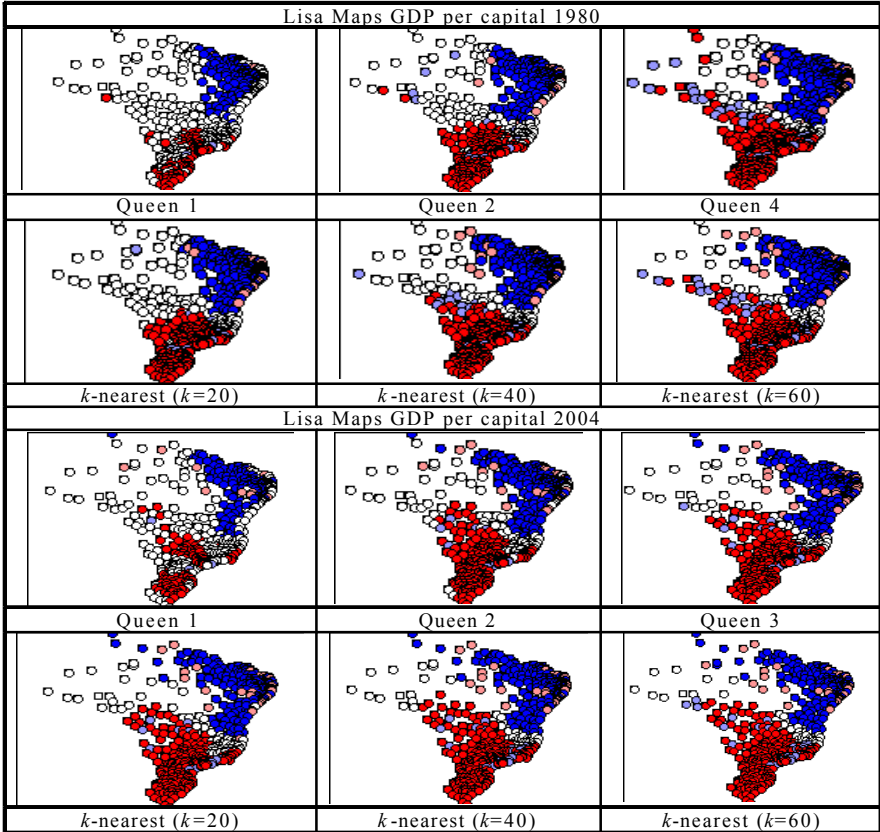 Lisa Maps GDP per capital 1980
Queen 1 Queen 2 Queen 4
k-nearest (k=20) k-nearest (k=40) k-nearest (k=60)
Lisa Maps GDP per capital 2004
Queen 1 Queen 2 Queen 3
k-nearest (k=20) k-nearest (k=40) k-nearest (k=60)